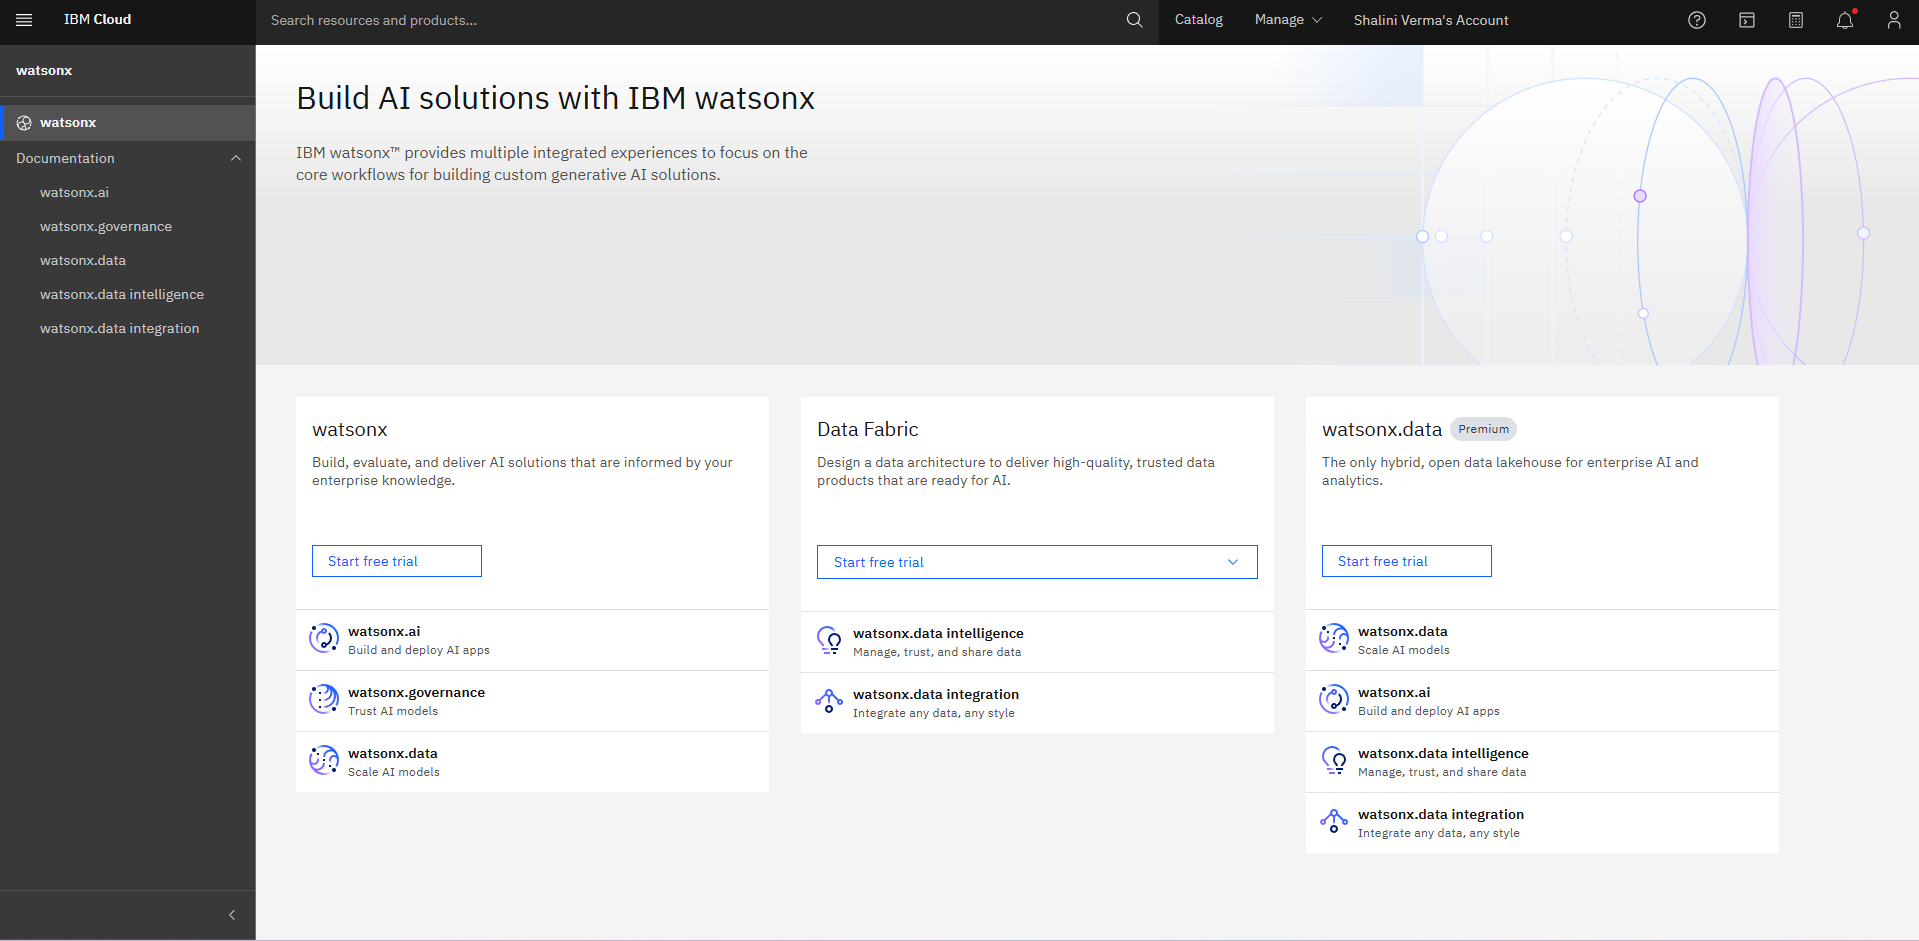 IBM Cloud
Search resources and products...
Catalog
Manage
Shalini Verma's Account
watsonx
watsonx
Documentation
watsonx.ai
watsonx.governance
watsonx.data
watsonx.data intelligence
watsonx.data integration
Build AI solutions with IBM watsonx
IBM watsonx™ provides multiple integrated experiences to focus on the
core workflows for building custom generative AI solutions.
watsonx
Build, evaluate, and deliver AI solutions that are informed by your
enterprise knowledge.
Start free trial
watsonx.ai
Build and deploy AI apps
watsonx.governance
Trust AI models
watsonx.data
Scale AI models
Data Fabric
Design a data architecture to deliver high-quality, trusted data
products that are ready for AI.
Start free trial
watsonx.data intelligence
Manage, trust, and share data
watsonx.data integration
Integrate any data, any style
watsonx.data Premium
The only hybrid, open data lakehouse for enterprise AI and
analytics.
Start free trial
watsonx.data
Scale AI models
watsonx.ai
Build and deploy AI apps
watsonx.data intelligence
Manage, trust, and share data
watsonx.data integration
Integrate any data, any style